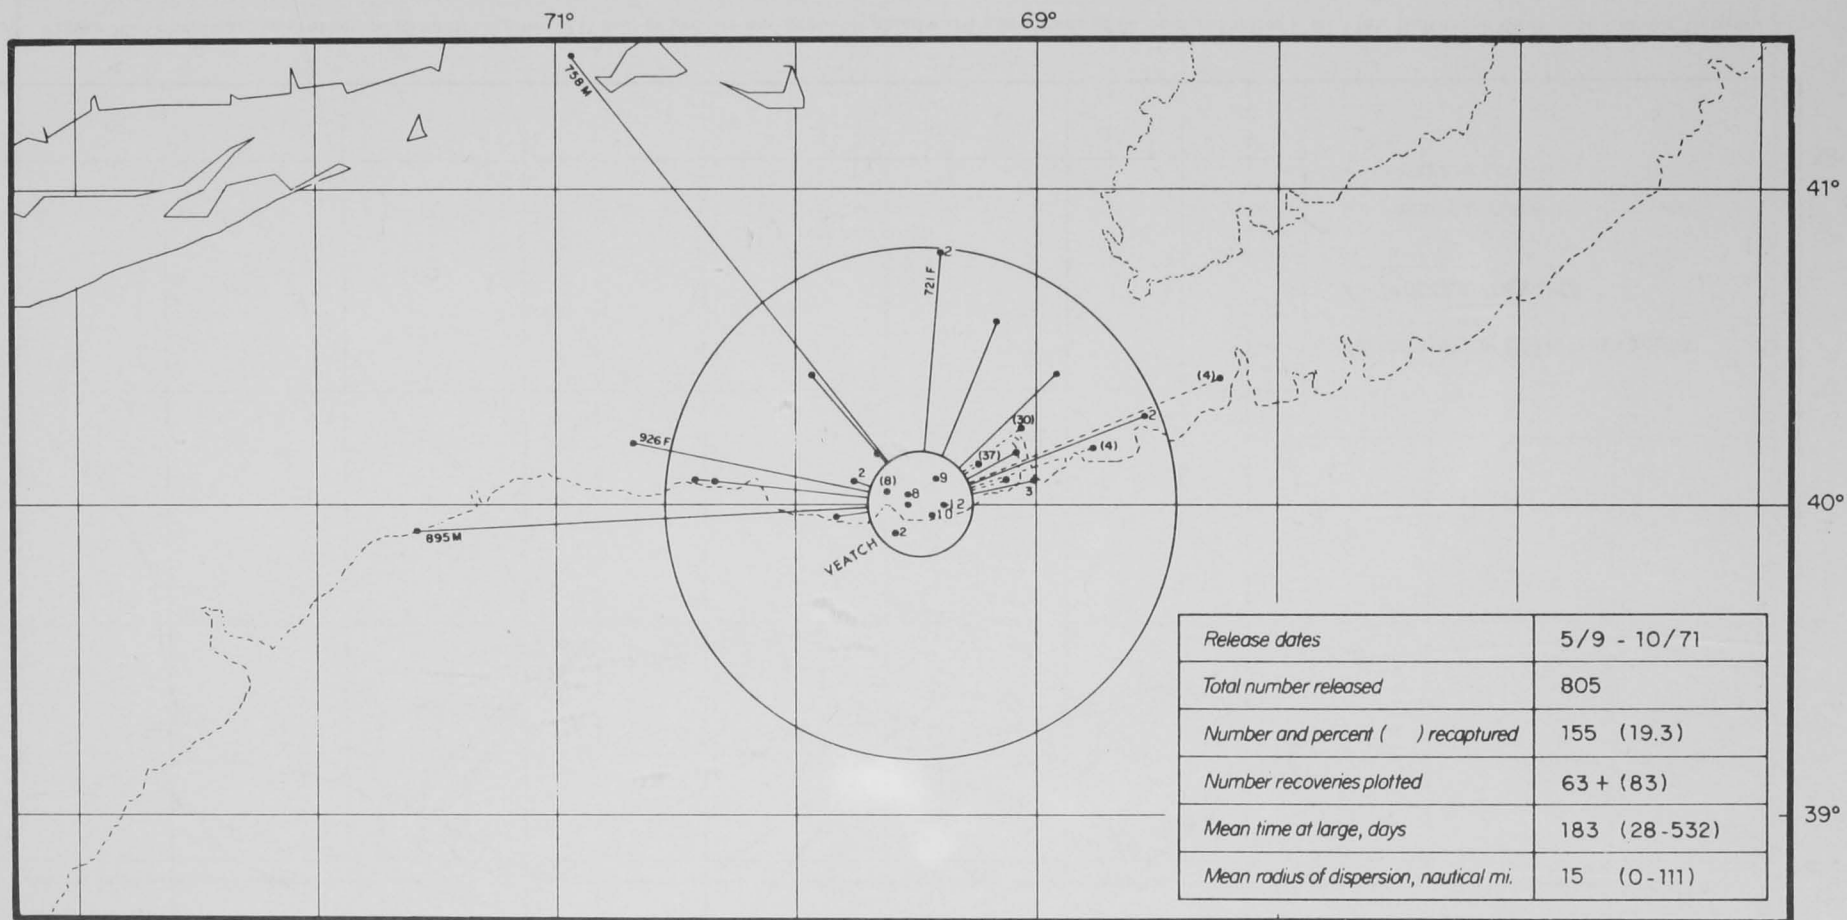 71° 69°
758 M
41°
2
721 F
(4)
2
(30)
926 F
(37)
(4)
2
(8)
9
8
3
12
40°
10
2
895 M
VEATCH
Release dates 5/9 - 10/71
Total number released 805
Number and percent ( ) recaptured 155 (19.3)
Number recoveries plotted 63 + (83)
39°
Mean time at large, days 183 (28-532)
Mean radius of dispersion, nautical mi. 15 (0-111)